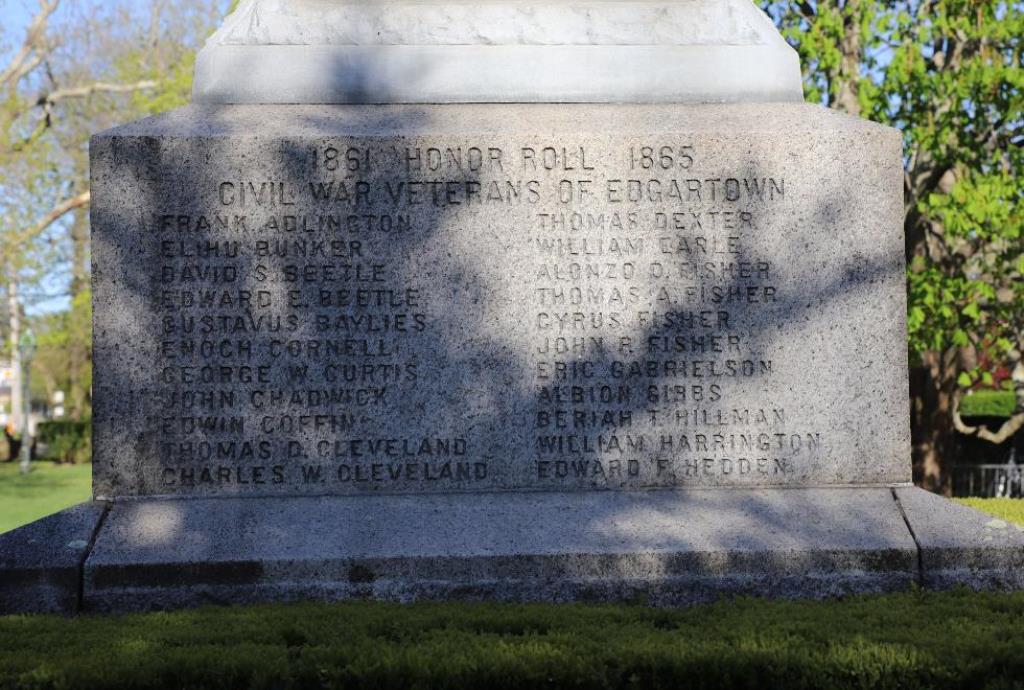 1861 HONOR ROLL 1865
CIVIL WAR VETERANS OF EDGARTOWN
FRANK ADLINGTON
ELIHU BUNKER
DAVID S. BEETLE
EDWARD E. BEETLE
GUSTAVUS BAYLIES
ENOCH CORNELL
GEORGE W. CURTIS
JOHN CHADWICK
EDWIN COFFIN
THOMAS D. CLEVELAND
CHARLES W. CLEVELAND
THOMAS DEXTER
WILLIAM EARLE
ALONZO D. FISHER
THOMAS A. FISHER
CYRUS FISHER
JOHN P. FISHER
ERIC GABRIELSON
ALBION GIBBS
BERIAH T. HILLMAN
WILLIAM HARRINGTON
EDWARD F. HEDDEN